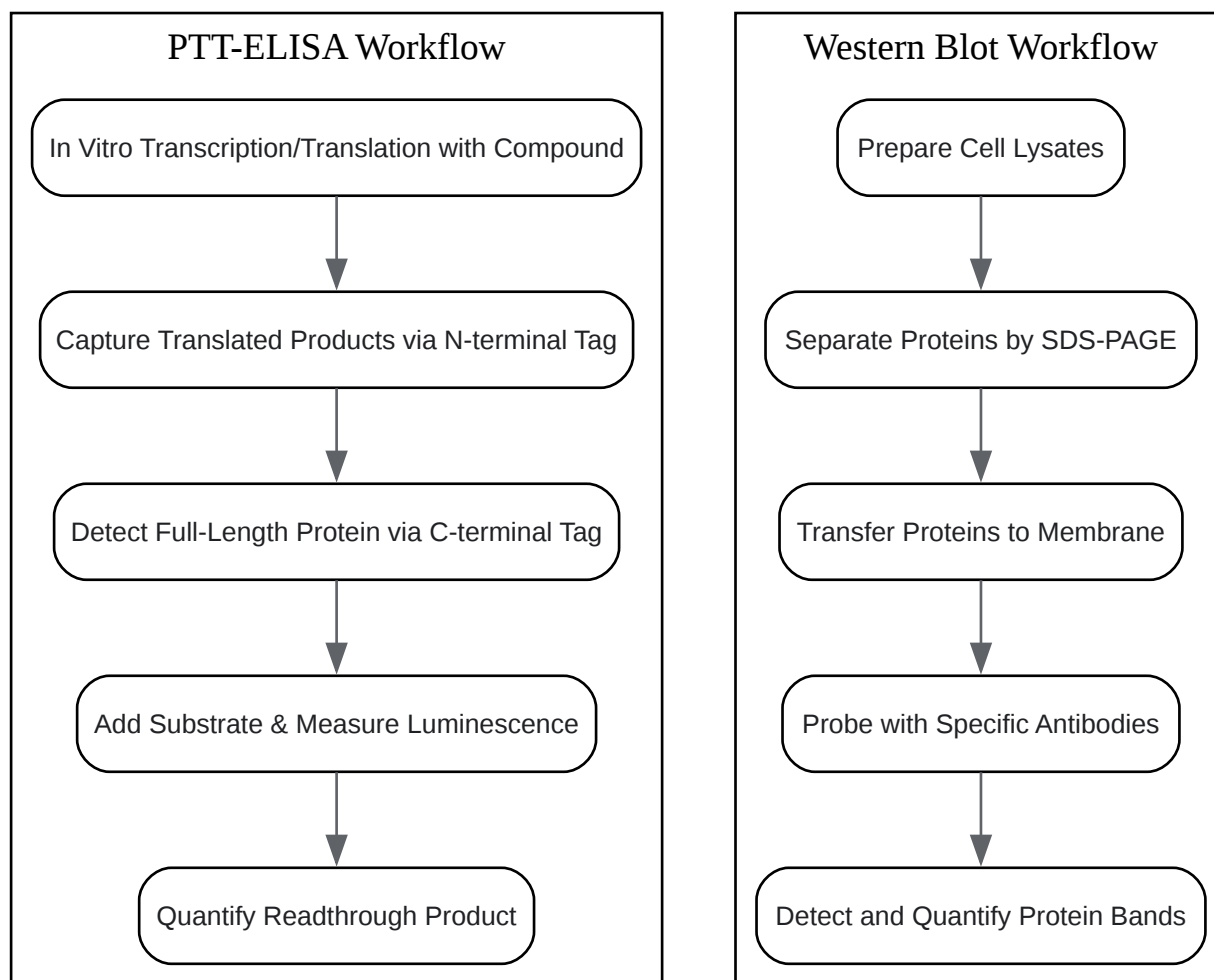 PTT-ELISA Workflow
In Vitro Transcription/Translation with Compound
Capture Translated Products via N-terminal Tag
Detect Full-Length Protein via C-terminal Tag
Add Substrate & Measure Luminescence
Quantify Readthrough Product
Western Blot Workflow
Prepare Cell Lysates
Separate Proteins by SDS-PAGE
Transfer Proteins to Membrane
Probe with Specific Antibodies
Detect and Quantify Protein Bands